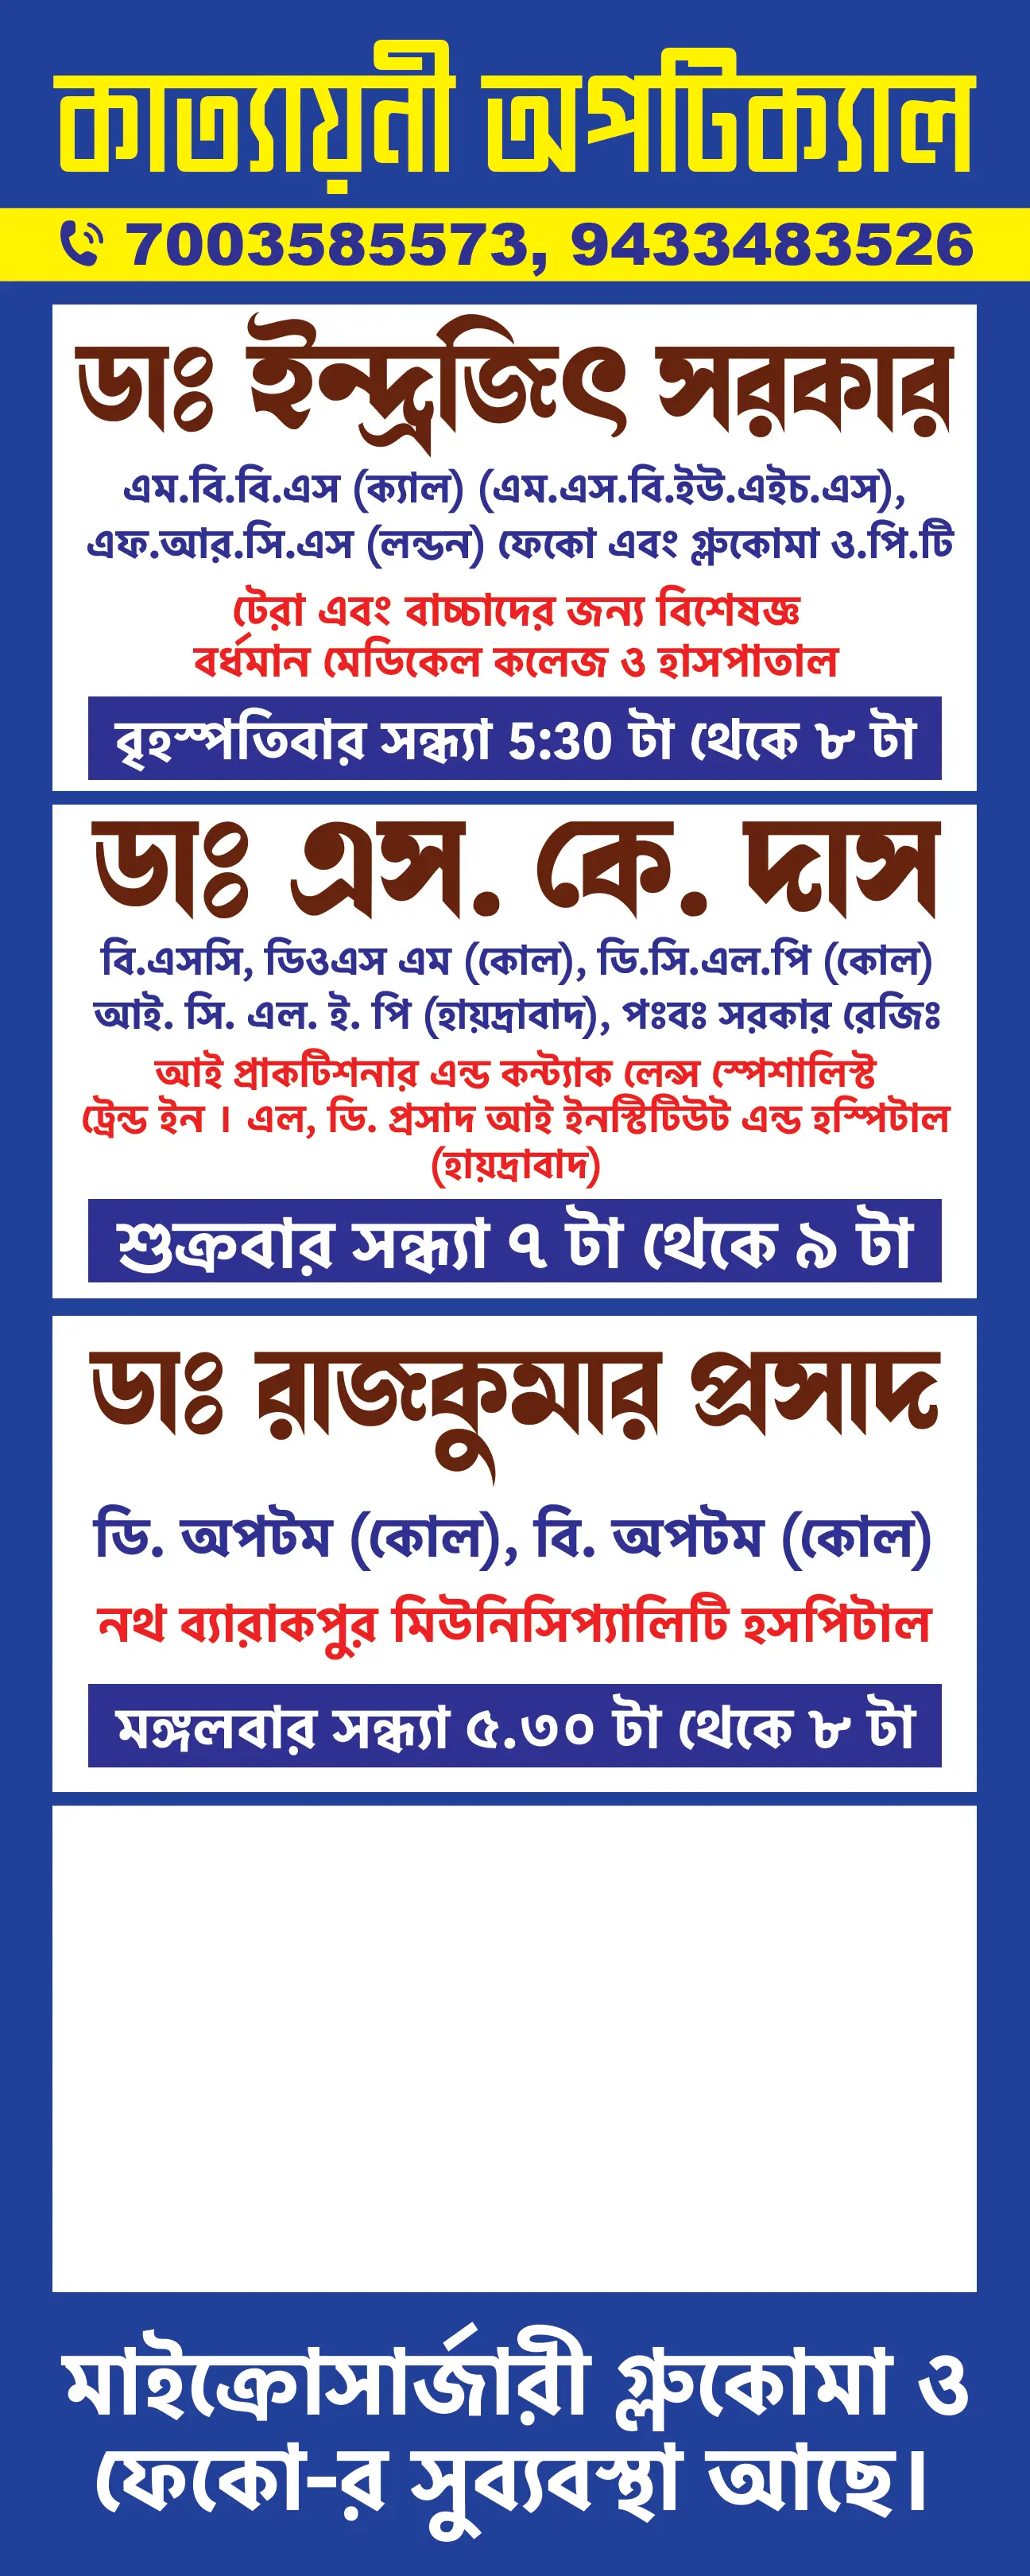 কাত্যায়নী অপটিক্যাল
7003585573, 9433483526
ডাঃ ইন্দ্রজিৎ সরকার
এম.বি.বি.এস (ক্যাল) (এম.এস.বি.ইউ.এইচ.এস),
এফ.আর.সি.এস (লন্ডন) ফেকো এবং গ্লুকোমা ও.পি.টি
টেরা এবং বাচ্চাদের জন্য বিশেষজ্ঞ
বর্ধমান মেডিকেল কলেজ ও হাসপাতাল
বৃহস্পতিবার সন্ধ্যা 5:30 টা থেকে ৮ টা
ডাঃ এস. কে. দাস
বি.এসসি, ডিওএস এম (কোল), ডি.সি.এল.পি (কোল)
আই. সি. এল. ই. পি (হায়দ্রাবাদ), পঃবঃ সরকার রেজিঃ
আই প্রাকটিশনার এন্ড কন্ট্যাক লেন্স স্পেশালিস্ট
ট্রেন্ড ইন । এল, ডি. প্রসাদ আই ইনস্টিটিউট এন্ড হস্পিটাল
(হায়দ্রাবাদ)
শুক্রবার সন্ধ্যা ৭ টা থেকে ৯ টা
ডাঃ রাজকুমার প্রসাদ
ডি. অপটম (কোল), বি. অপটম (কোল)
নথ ব্যারাকপুর মিউনিসিপ্যালিটি হসপিটাল
মঙ্গলবার সন্ধ্যা ৫.৩০ টা থেকে ৮ টা
মাইক্রোসার্জারী গ্লুকোমা ও
ফেকো-র সুব্যবস্থা আছে।